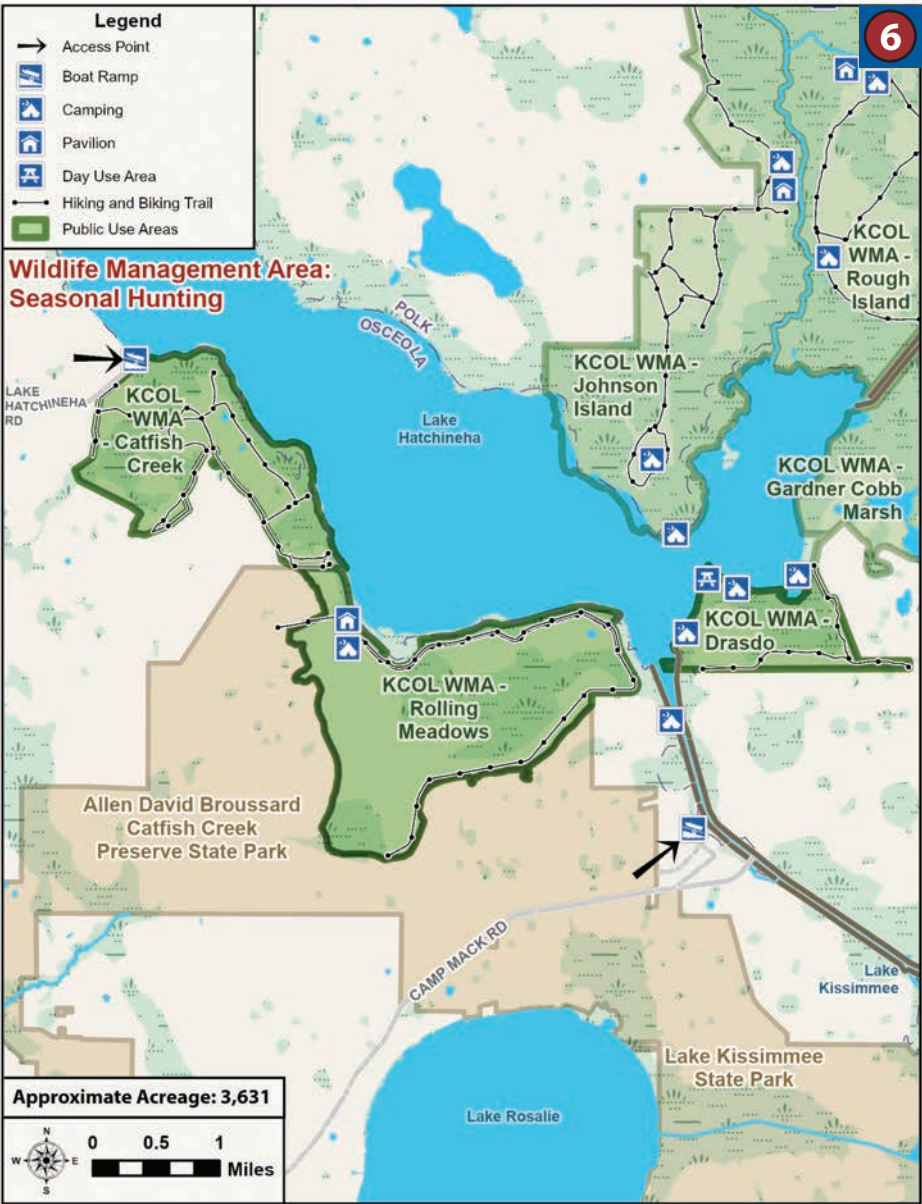 Legend
Access Point
Boat Ramp
Camping
Pavilion
Day Use Area
Hiking and Biking Trail
Public Use Areas
6
Wildlife Management Area:
Seasonal Hunting
POLK
OSCEOLA
KCOL
WMA -
Rough
Island
LAKE
HATCHINEHA
RD
KCOL
WMA
- Catfish
Creek
Lake
Hatchineha
KCOL WMA -
Johnson
Island
KCOL WMA -
Gardner Cobb
Marsh
KCOL WMA -
Drasdo
KCOL WMA -
Rolling
Meadows
Allen David Broussard
Catfish Creek
Preserve State Park
CAMP MACK RD
Lake
Kissimmee
Lake Kissimmee
State Park
Lake Rosalie
Approximate Acreage: 3,631
N
W
E
S
0 0.5 1
Miles